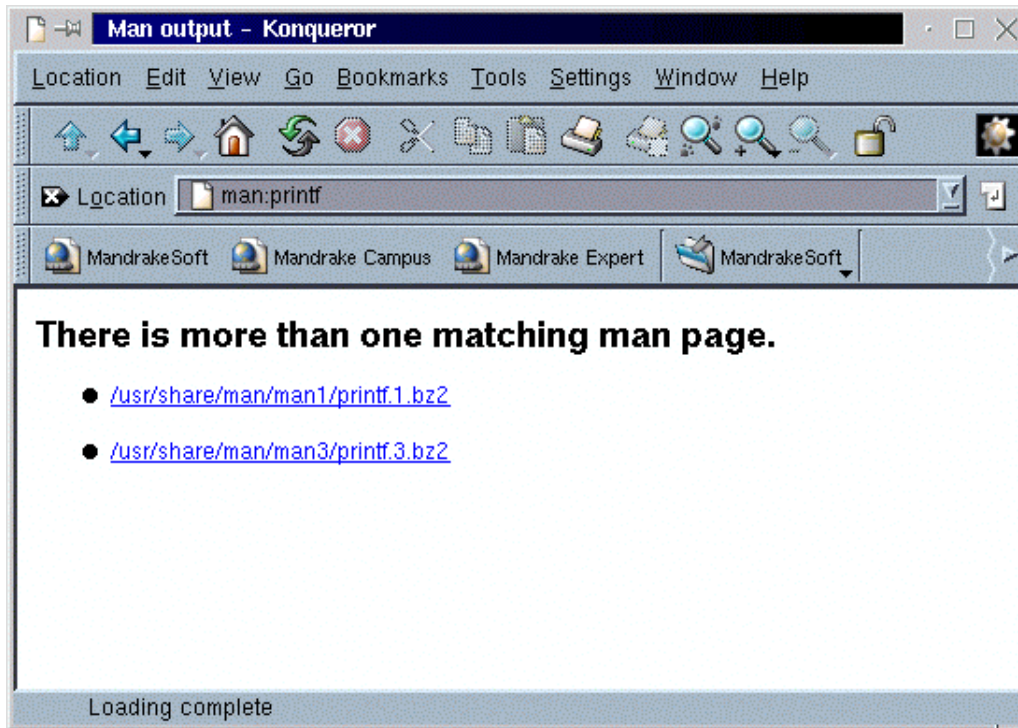 Man output - Konqueror
Location Edit View Go Bookmarks Tools Settings Window Help
Location man:printf
MandrakeSoft Mandrake Campus Mandrake Expert MandrakeSoft
There is more than one matching man page.
/usr/share/man/man1/printf.1.bz2
/usr/share/man/man3/printf.3.bz2
Loading complete